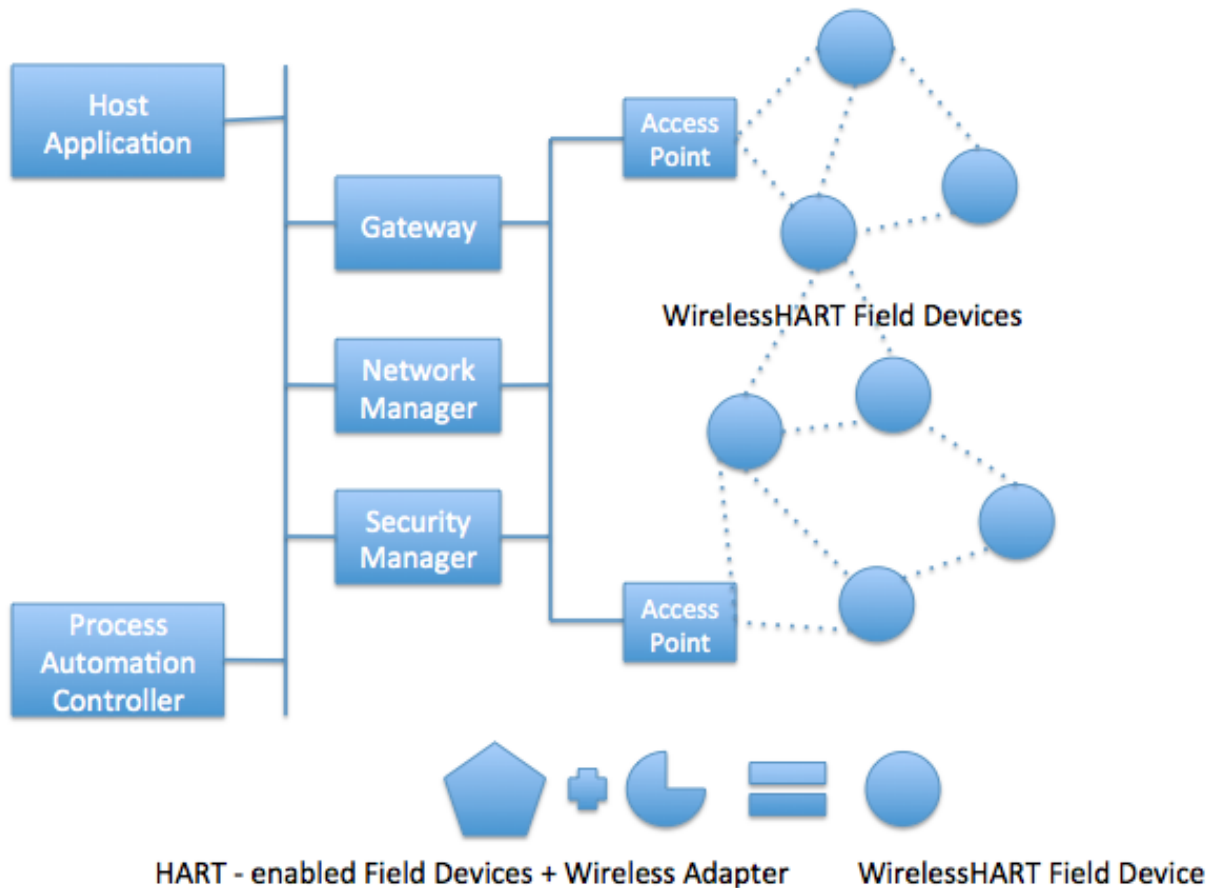 Host
Application
Access
Point
Gateway
WirelessHART Field Devices
Network
Manager
Security
Manager
Access
Point
Process
Automation
Controller
HART - enabled Field Devices + Wireless Adapter
WirelessHART Field Device